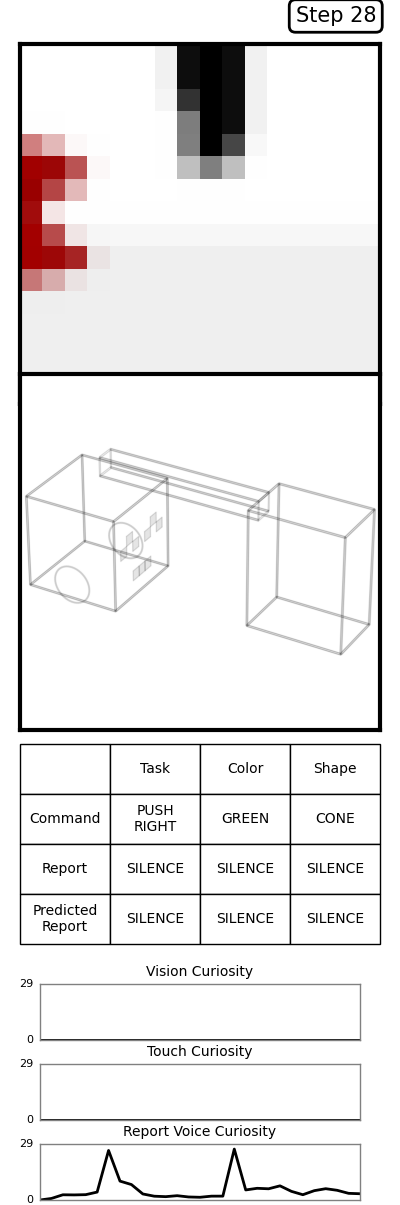 Step 28
Task Color Shape
Command PUSH RIGHT GREEN CONE
Report SILENCE SILENCE SILENCE
Predicted Report SILENCE SILENCE SILENCE
Vision Curiosity
29
0
Touch Curiosity
29
0
Report Voice Curiosity
29
0